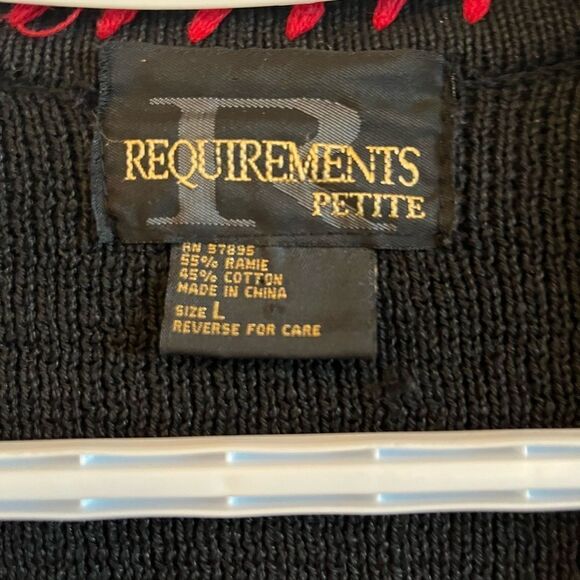 R
REQUIREMENTS
PETITE
RN 57895
55% RAMIE
45% COTTON
MADE IN CHINA
SIZE L
REVERSE FOR CARE